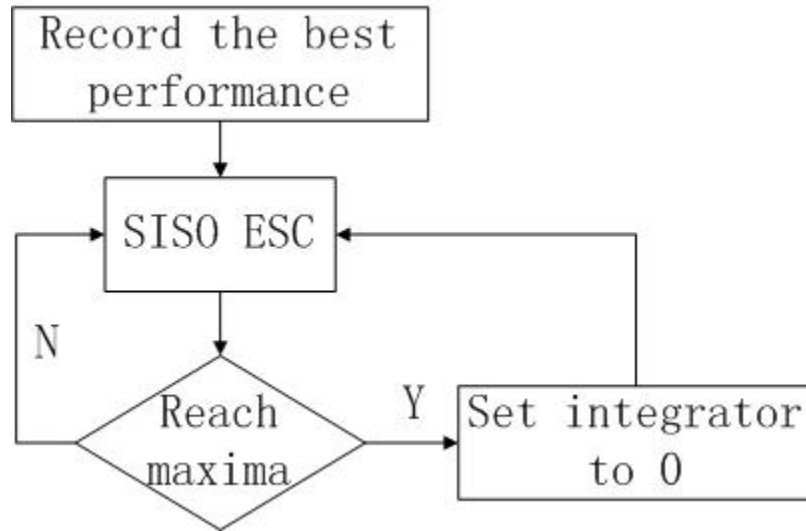 Record the best
performance
SISO ESC
N
Reach
maxima
Y
Set integrator
to 0